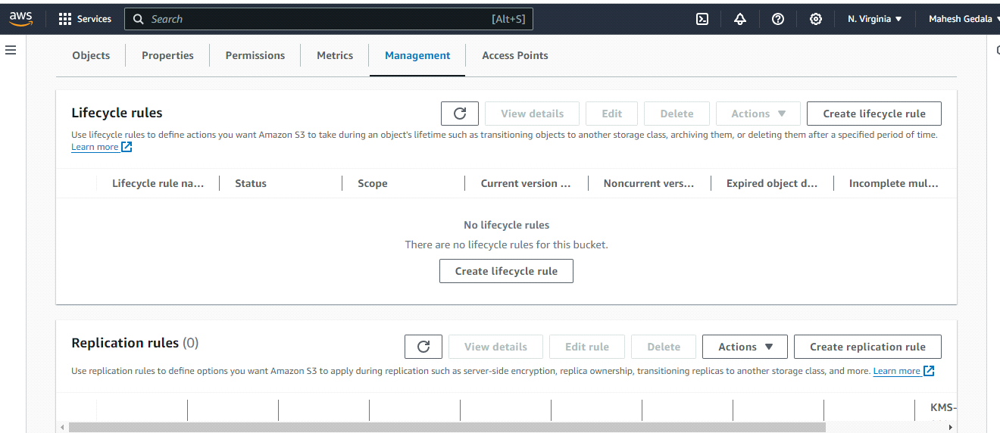 aws
Services
Search
[Alt+S]
N. Virginia
Mahesh Gedala
Objects
Properties
Permissions
Metrics
Management
Access Points
Lifecycle rules
View details
Edit
Delete
Actions
Create lifecycle rule
Use lifecycle rules to define actions you want Amazon S3 to take during an object's lifetime such as transitioning objects to another storage class, archiving them, or deleting them after a specified period of time.
Learn more
Lifecycle rule na...
Status
Scope
Current version ...
Noncurrent vers...
Expired object d...
Incomplete mul...
No lifecycle rules
There are no lifecycle rules for this bucket.
Create lifecycle rule
Replication rules (0)
View details
Edit rule
Delete
Actions
Create replication rule
Use replication rules to define options you want Amazon S3 to apply during replication such as server-side encryption, replica ownership, transitioning replicas to another storage class, and more. Learn more
KMS-